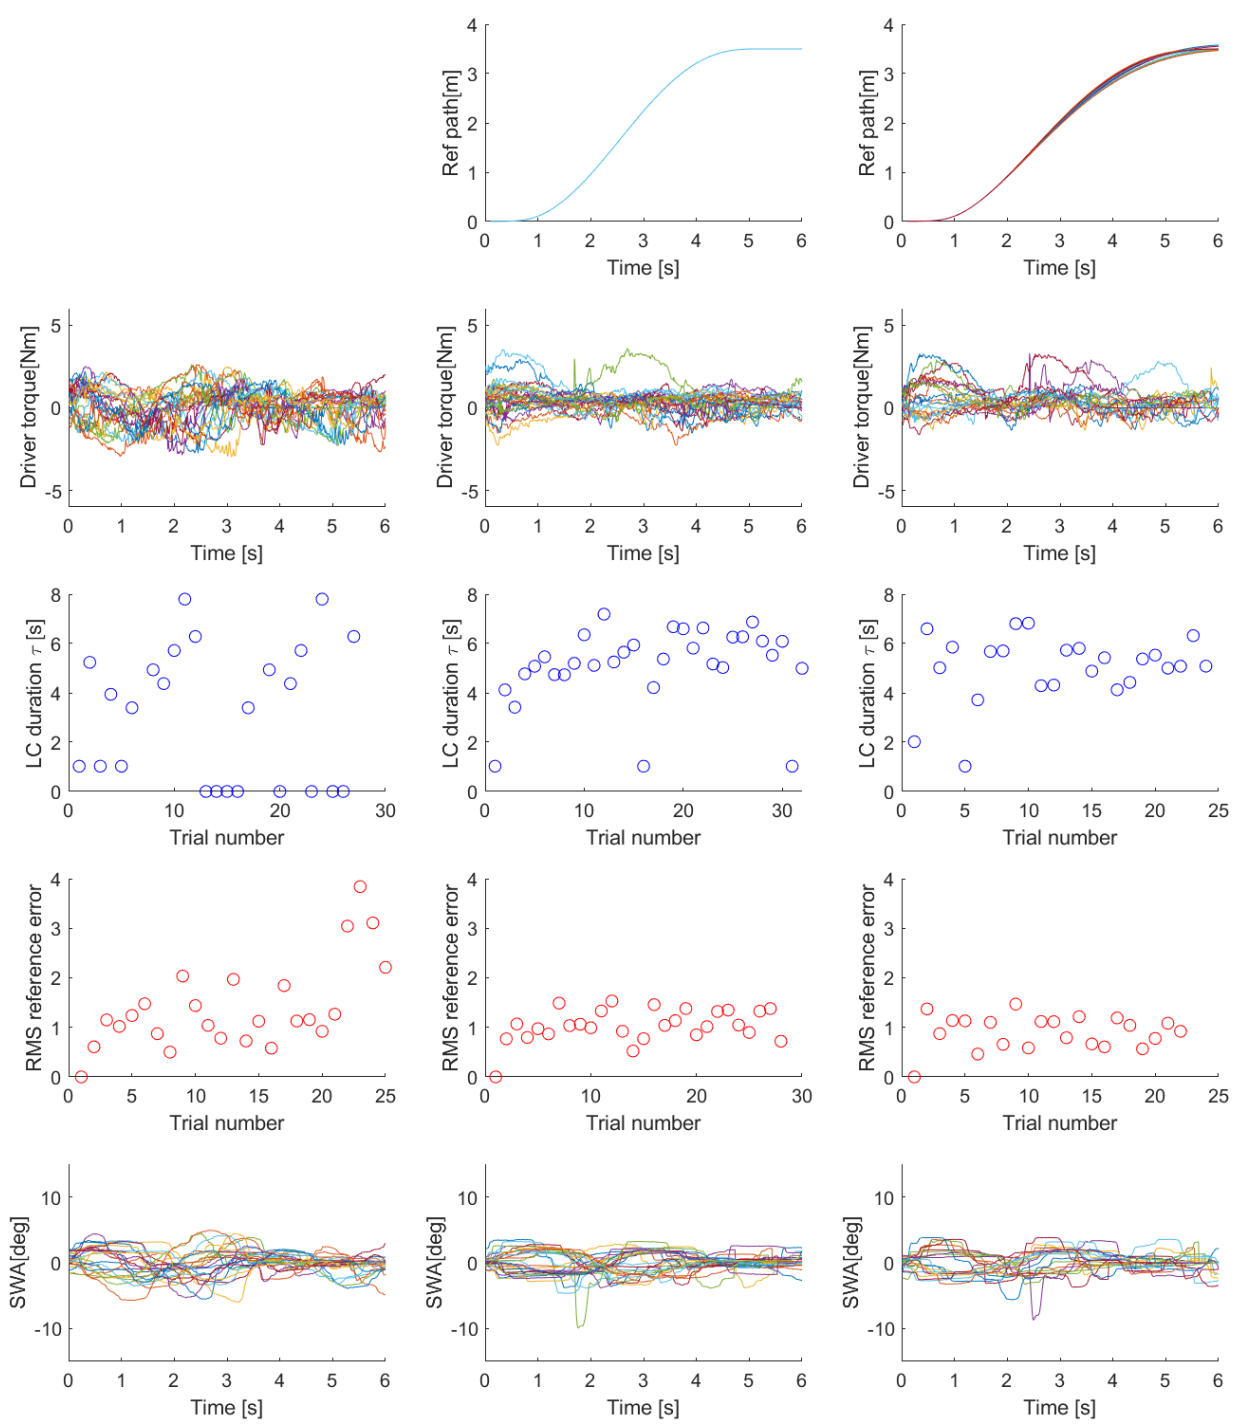 Ref path[m]
4
3
2
1
0
0 1 2 3 4 5 6
Time [s]
Ref path[m]
4
3
2
1
0
0 1 2 3 4 5 6
Time [s]
Driver torque[Nm]
5
0
-5
0 1 2 3 4 5 6
Time [s]
Driver torque[Nm]
5
0
-5
0 1 2 3 4 5 6
Time [s]
Driver torque[Nm]
5
0
-5
0 1 2 3 4 5 6
Time [s]
LC duration τ [s]
8
6
4
2
0
0 10 20 30
Trial number
LC duration τ [s]
8
6
4
2
0
0 10 20 30
Trial number
LC duration τ [s]
8
6
4
2
0
0 5 10 15 20 25
Trial number
RMS reference error
4
3
2
1
0
0 5 10 15 20 25
Trial number
RMS reference error
4
3
2
1
0
0 10 20 30
Trial number
RMS reference error
4
3
2
1
0
0 5 10 15 20 25
Trial number
SWA[deg]
10
0
-10
0 1 2 3 4 5 6
Time [s]
SWA[deg]
10
0
-10
0 1 2 3 4 5 6
Time [s]
SWA[deg]
10
0
-10
0 1 2 3 4 5 6
Time [s]